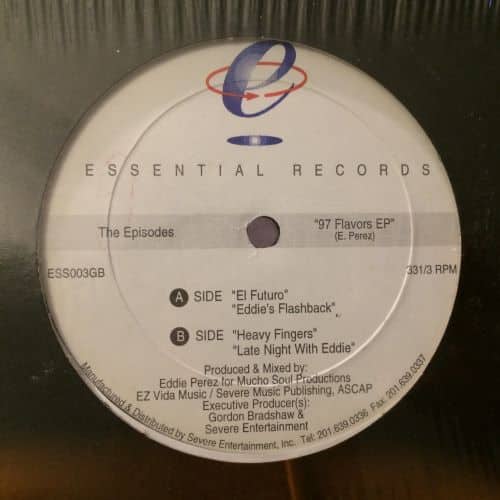 e
ESSENTIAL RECORDS
The Episodes
"97 Flavors EP"
(E. Perez)
ESS003GB
331/3 RPM
A SIDE "El Futuro"
"Eddie's Flashback"
B SIDE "Heavy Fingers"
"Late Night With Eddie"
Produced & Mixed by:
Eddie Perez for Mucho Soul Productions
EZ Vida Music / Severe Music Publishing, ASCAP
Executive Producer(s):
Gordon Bradshaw &
Severe Entertainment
Manufactured & Distributed by Severe Entertainment, Inc. Tel: 201.639.0336 Fax: 201.639.0337